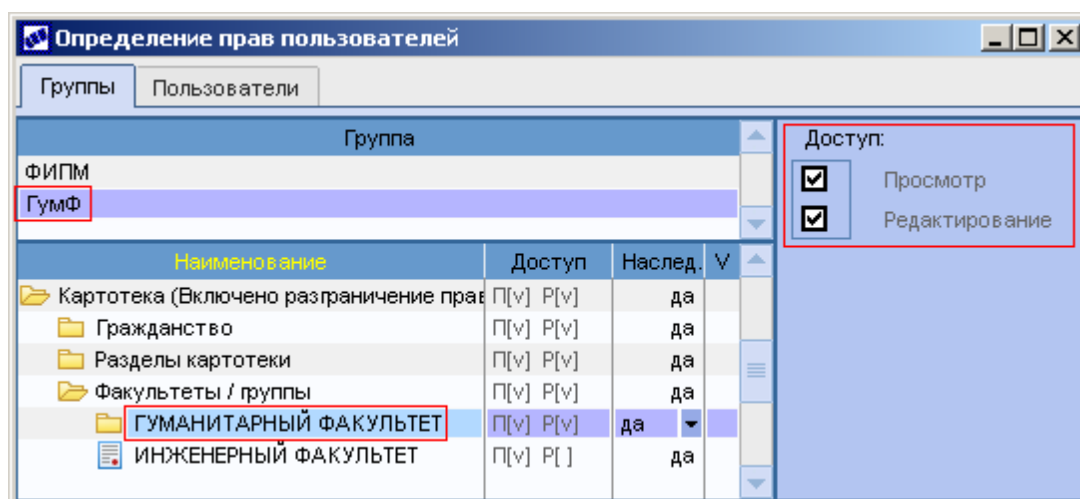 Определение прав пользователей
Группы Пользователи
Группа
ФИПМ
ГумФ
Доступ:
Просмотр
Редактирование
Наименование Доступ Наслед. V
Картотека (Включено разграничение прав П[v] Р[v] да
Гражданство П[v] Р[v] да
Разделы картотеки П[v] Р[v] да
Факультеты / группы П[v] Р[v] да
ГУМАНИТАРНЫЙ ФАКУЛЬТЕТ П[v] Р[v] да
ИНЖЕНЕРНЫЙ ФАКУЛЬТЕТ П[v] Р[ ] да